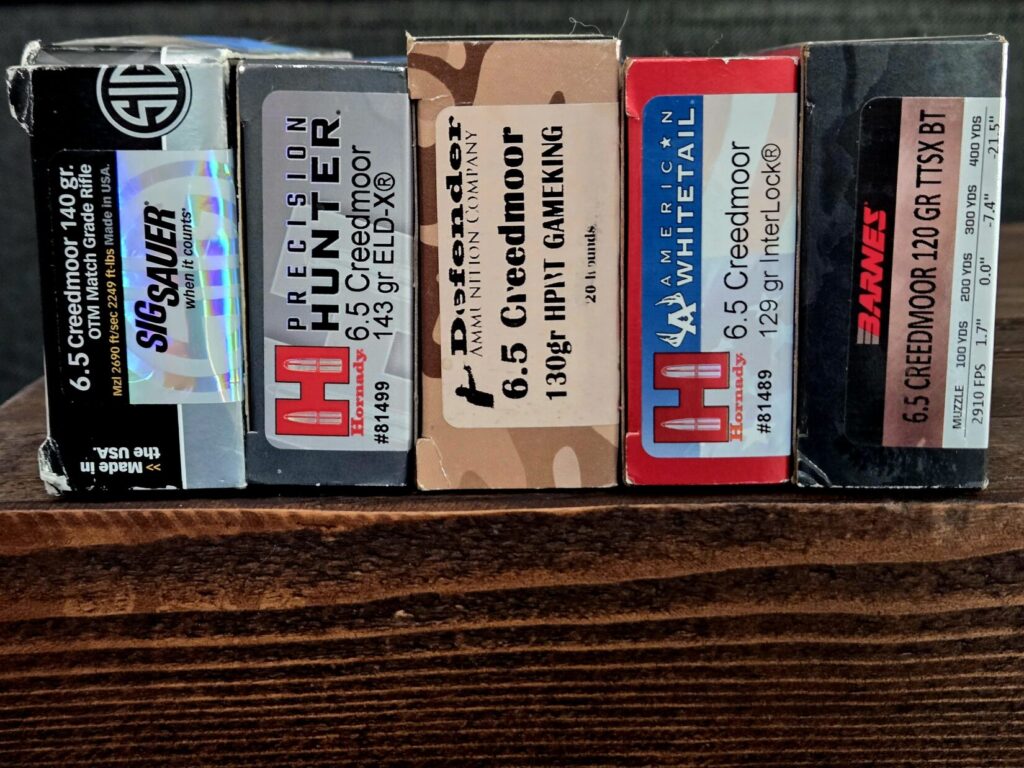 SIG
6.5 Creedmoor 140 gr.
OTM Match Grade Rifle
Mzl 2690 ft/sec 2249 ft-lbs Made in USA.
SIG SAUER®
when it counts®
Made in
the USA.
PRECISION
HUNTER®
6.5 Creedmoor
143 gr ELD-X®
H
Hornady®
#81499
Defender
AMMUNITION COMPANY
6.5 Creedmoor
130gr HPWT GAMEKING
20 Rounds
AMERICAN
WHITETAIL
6.5 Creedmoor
129 gr InterLock®
H
Hornady®
#81489
BARNES
6.5 CREEDMOOR 120 GR TTSX BT
MUZZLE 100 YDS 200 YDS 300 YDS 400 YDS
2910 FPS 1.7" 0.0" -7.4" -21.5"